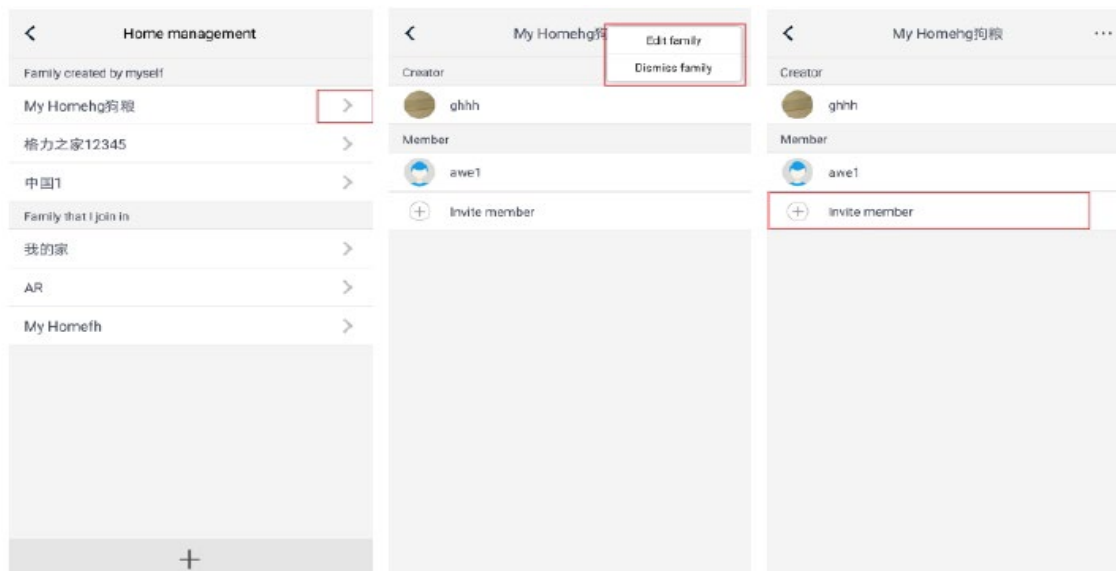 Home management
Family created by myself
My Homehg狗粮
格力之家12345
中国1
Family that I join in
我的家
AR
My Homefh
My Homehg狗
Edit family
Dismiss family
Creator
ghhh
Member
awe1
Invite member
My Homehg狗粮
Creator
ghhh
Member
awe1
Invite member